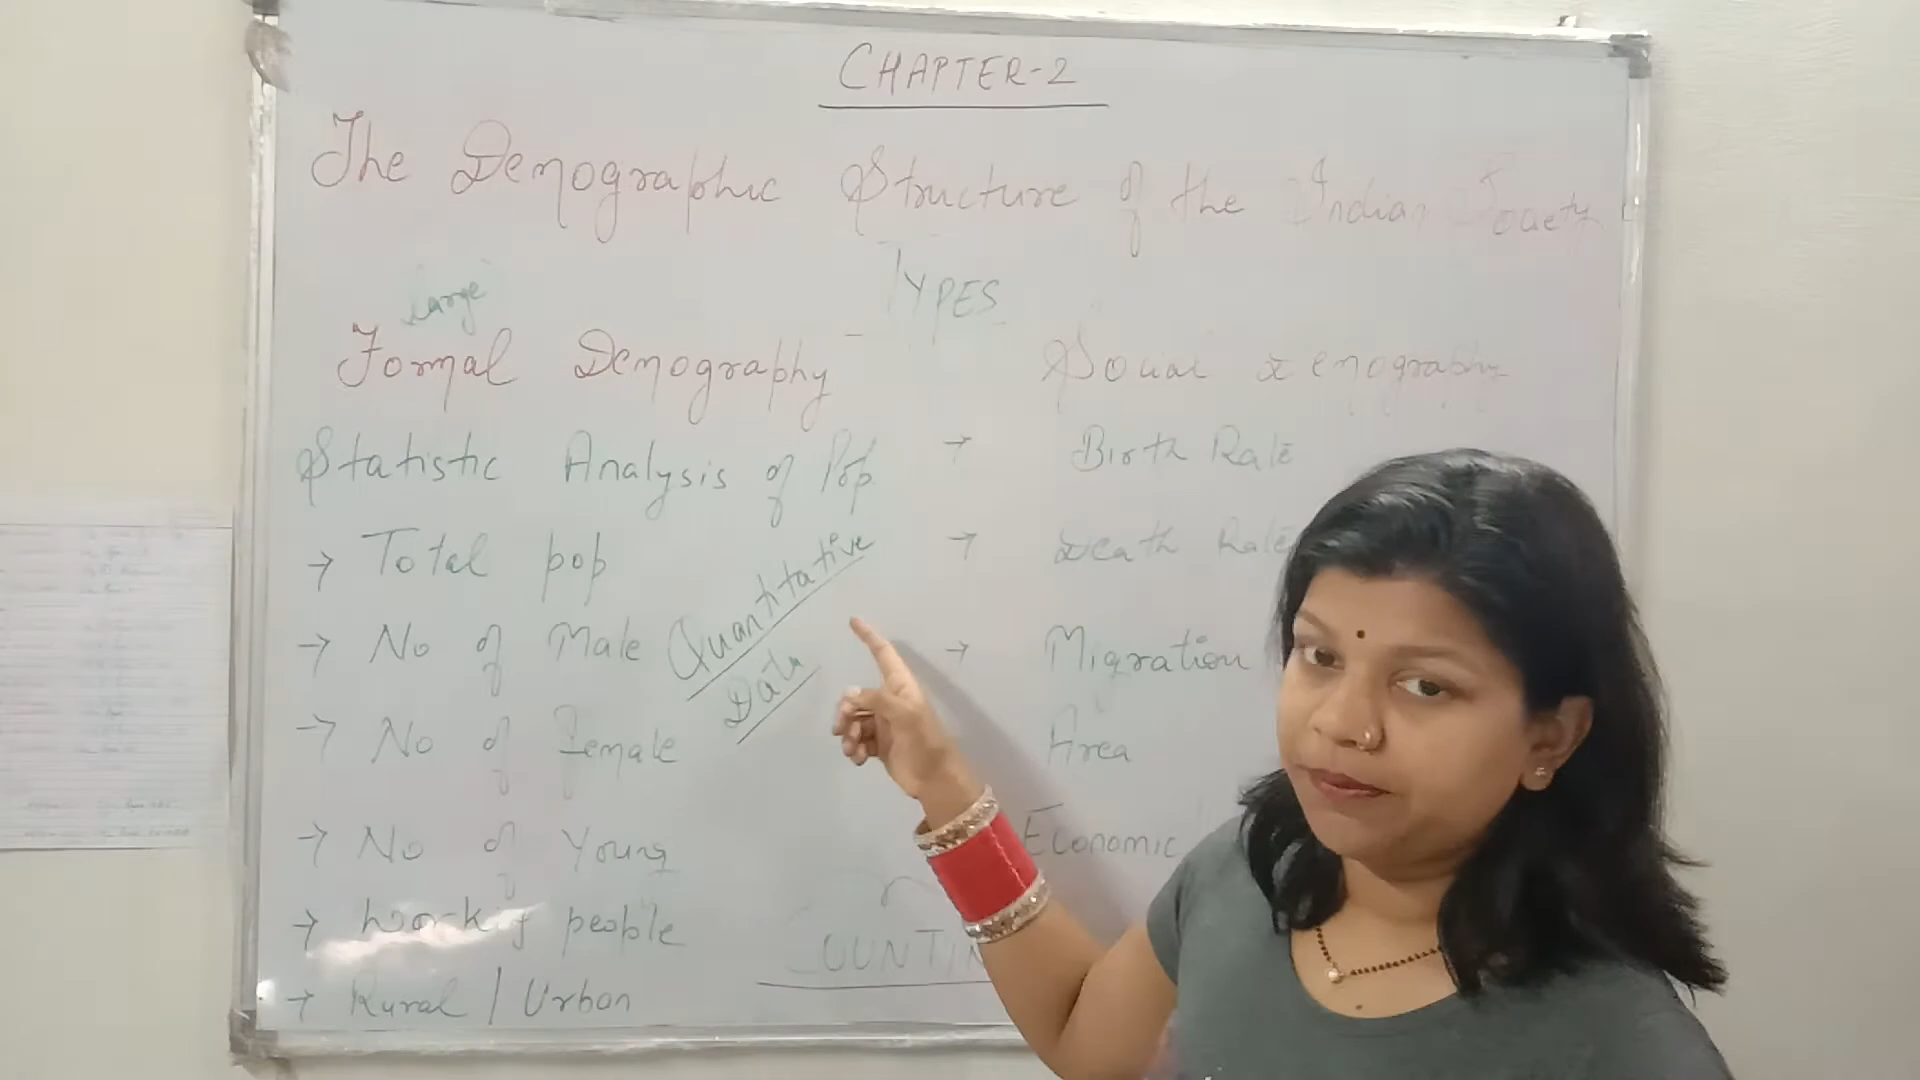 CHAPTER-2
The Demographic Structure of the Indian Society
TYPES
Large
Formal Demography
Statistic Analysis of Pop.
→ Total pop
→ No of Male
→ No of Female
→ No of Young
→ Workig people
→ Rural / Urban
Quantitative
Data
Social Demography
→ Birth Rate
→ Death Rate
→ Migration
Area
Economic